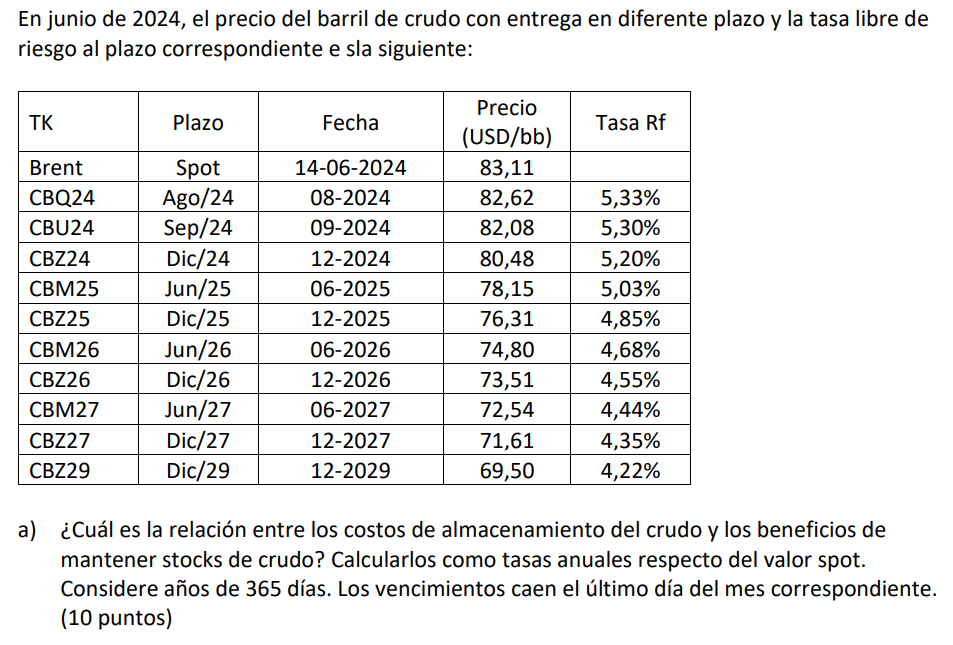 En junio de 2024, el precio del barril de crudo con entrega en diferente plazo y la tasa libre de
riesgo al plazo correspondiente e sla siguiente:
TK Plazo Fecha Precio (USD/bb) Tasa Rf
Brent Spot 14-06-2024 83,11
CBQ24 Ago/24 08-2024 82,62 5,33%
CBU24 Sep/24 09-2024 82,08 5,30%
CBZ24 Dic/24 12-2024 80,48 5,20%
CBM25 Jun/25 06-2025 78,15 5,03%
CBZ25 Dic/25 12-2025 76,31 4,85%
CBM26 Jun/26 06-2026 74,80 4,68%
CBZ26 Dic/26 12-2026 73,51 4,55%
CBM27 Jun/27 06-2027 72,54 4,44%
CBZ27 Dic/27 12-2027 71,61 4,35%
CBZ29 Dic/29 12-2029 69,50 4,22%
a) ¿Cuál es la relación entre los costos de almacenamiento del crudo y los beneficios de
mantener stocks de crudo? Calcularlos como tasas anuales respecto del valor spot.
Considere años de 365 días. Los vencimientos caen el último día del mes correspondiente.
(10 puntos)